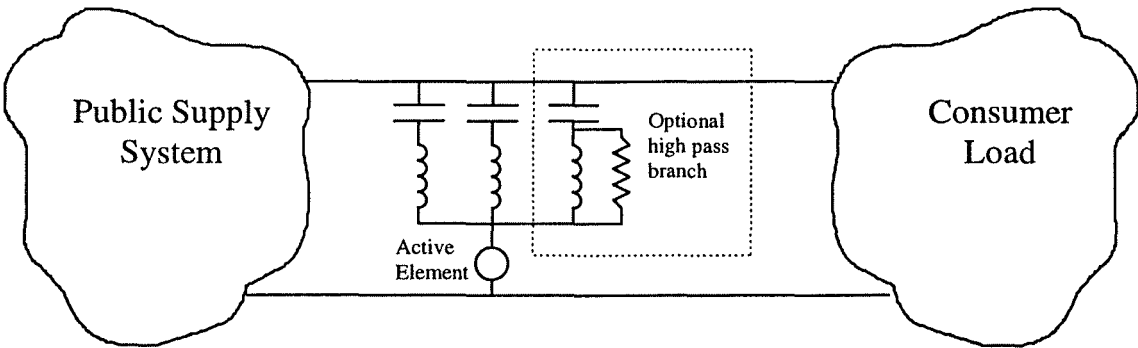 Public Supply
System
Optional
high pass
branch
Consumer
Load
Active
Element